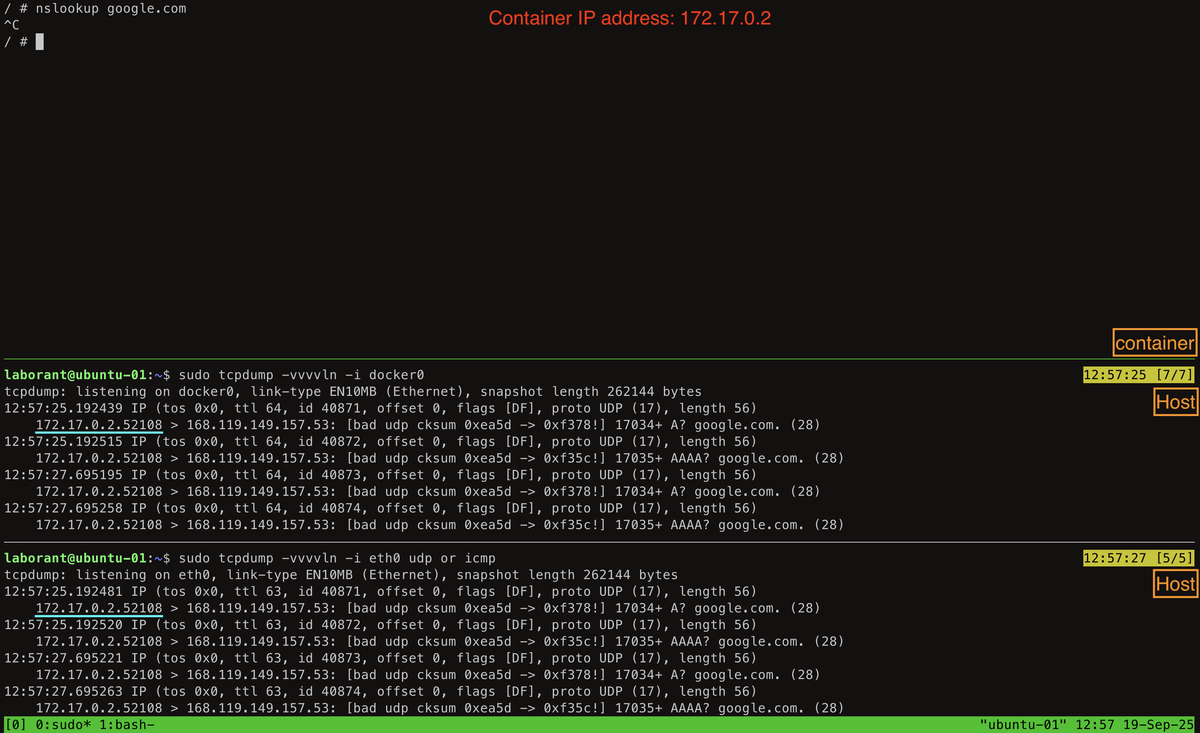 / # nslookup google.com
Container IP address: 172.17.0.2
^C
/ #
container
laborant@ubuntu-01:~$ sudo tcpdump -vvvvln -i docker0
12:57:25 [7/7]
tcpdump: listening on docker0, link-type EN10MB (Ethernet), snapshot length 262144 bytes
Host
12:57:25.192439 IP (tos 0x0, ttl 64, id 40871, offset 0, flags [DF], proto UDP (17), length 56)
    172.17.0.2.52108 > 168.119.149.157.53: [bad udp cksum 0xea5d -> 0xf378!] 17034+ A? google.com. (28)
12:57:25.192515 IP (tos 0x0, ttl 64, id 40872, offset 0, flags [DF], proto UDP (17), length 56)
    172.17.0.2.52108 > 168.119.149.157.53: [bad udp cksum 0xea5d -> 0xf35c!] 17035+ AAAA? google.com. (28)
12:57:27.695195 IP (tos 0x0, ttl 64, id 40873, offset 0, flags [DF], proto UDP (17), length 56)
    172.17.0.2.52108 > 168.119.149.157.53: [bad udp cksum 0xea5d -> 0xf378!] 17034+ A? google.com. (28)
12:57:27.695258 IP (tos 0x0, ttl 64, id 40874, offset 0, flags [DF], proto UDP (17), length 56)
    172.17.0.2.52108 > 168.119.149.157.53: [bad udp cksum 0xea5d -> 0xf35c!] 17035+ AAAA? google.com. (28)
laborant@ubuntu-01:~$ sudo tcpdump -vvvvln -i eth0 udp or icmp
12:57:27 [5/5]
tcpdump: listening on eth0, link-type EN10MB (Ethernet), snapshot length 262144 bytes
Host
12:57:25.192481 IP (tos 0x0, ttl 63, id 40871, offset 0, flags [DF], proto UDP (17), length 56)
    172.17.0.2.52108 > 168.119.149.157.53: [bad udp cksum 0xea5d -> 0xf378!] 17034+ A? google.com. (28)
12:57:25.192520 IP (tos 0x0, ttl 63, id 40872, offset 0, flags [DF], proto UDP (17), length 56)
    172.17.0.2.52108 > 168.119.149.157.53: [bad udp cksum 0xea5d -> 0xf35c!] 17035+ AAAA? google.com. (28)
12:57:27.695221 IP (tos 0x0, ttl 63, id 40873, offset 0, flags [DF], proto UDP (17), length 56)
    172.17.0.2.52108 > 168.119.149.157.53: [bad udp cksum 0xea5d -> 0xf378!] 17034+ A? google.com. (28)
12:57:27.695263 IP (tos 0x0, ttl 63, id 40874, offset 0, flags [DF], proto UDP (17), length 56)
    172.17.0.2.52108 > 168.119.149.157.53: [bad udp cksum 0xea5d -> 0xf35c!] 17035+ AAAA? google.com. (28)
[0] 0:sudo* 1:bash-
"ubuntu-01" 12:57 19-Sep-25